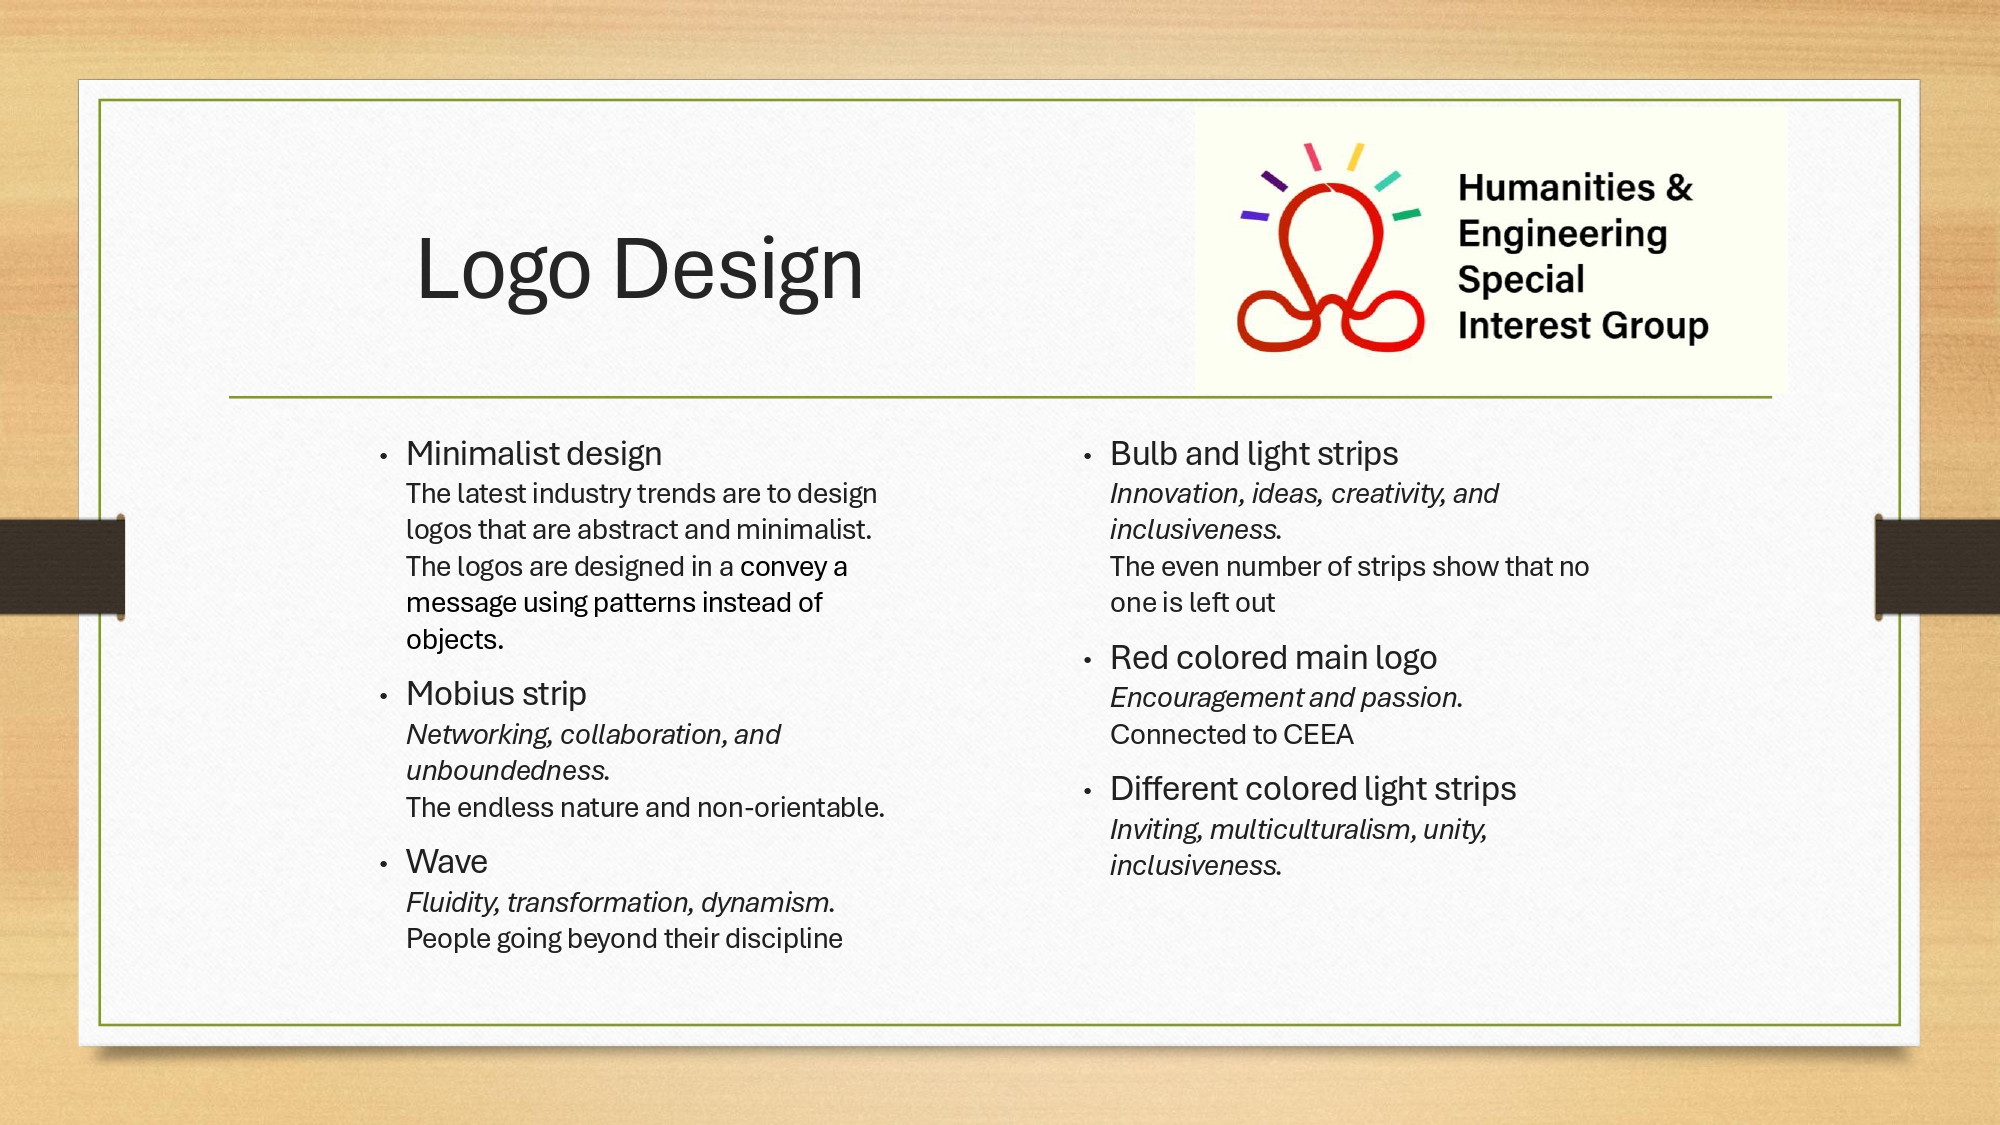 Logo Design
Humanities &
Engineering
Special
Interest Group
• Minimalist design
The latest industry trends are to design
logos that are abstract and minimalist.
The logos are designed in a convey a
message using patterns instead of
objects.
• Mobius strip
Networking, collaboration, and
unboundedness.
The endless nature and non-orientable.
• Wave
Fluidity, transformation, dynamism.
People going beyond their discipline
• Bulb and light strips
Innovation, ideas, creativity, and
inclusiveness.
The even number of strips show that no
one is left out
• Red colored main logo
Encouragement and passion.
Connected to CEEA
• Different colored light strips
Inviting, multiculturalism, unity,
inclusiveness.